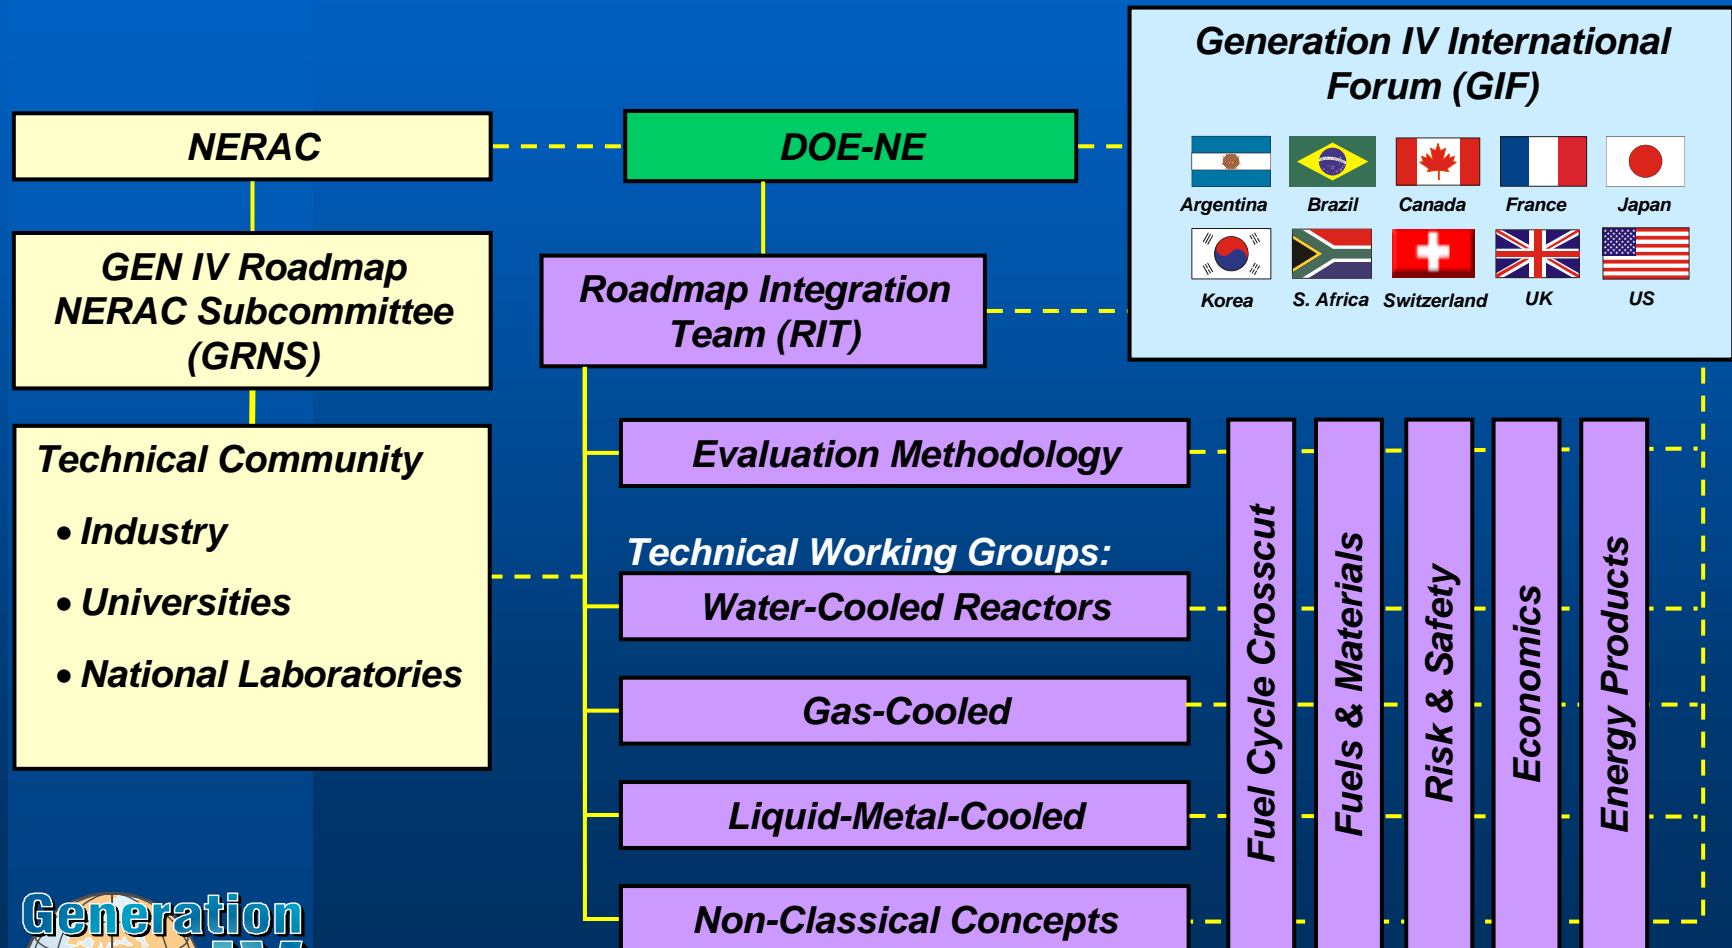 Generation IV International
Forum (GIF)
Argentina
Brazil
Canada
France
Japan
Korea
S. Africa
Switzerland
UK
US
NERAC
DOE-NE
GEN IV Roadmap
NERAC Subcommittee
(GRNS)
Roadmap Integration
Team (RIT)
Technical Community
• Industry
• Universities
• National Laboratories
Evaluation Methodology
Technical Working Groups:
Water-Cooled Reactors
Gas-Cooled
Liquid-Metal-Cooled
Non-Classical Concepts
Fuel Cycle Crosscut
Fuels & Materials
Risk & Safety
Economics
Energy Products
Generation